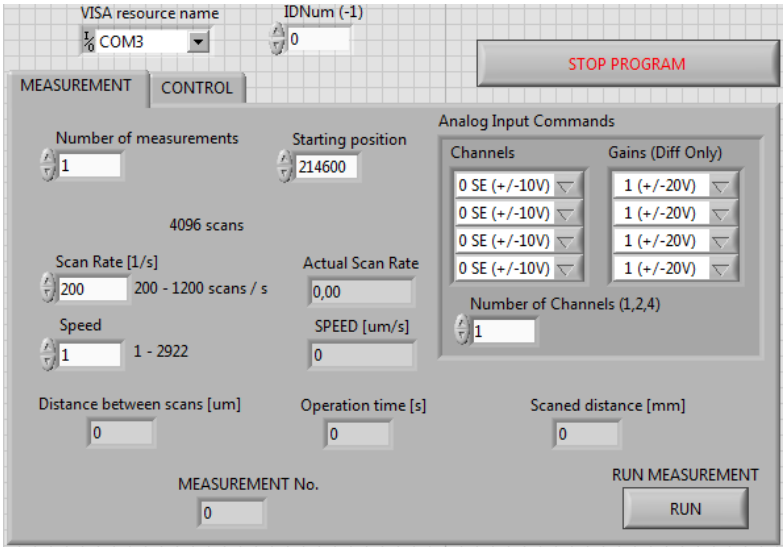 VISA resource name
IDNum (-1)
I/O COM3
0
STOP PROGRAM
MEASUREMENT
CONTROL
Number of measurements
1
Starting position
214600
4096 scans
Scan Rate [1/s]
200
200 - 1200 scans / s
Actual Scan Rate
0,00
Speed
1
1 - 2922
SPEED [um/s]
0
Analog Input Commands
Channels
Gains (Diff Only)
0 SE (+/-10V)
1 (+/-20V)
0 SE (+/-10V)
1 (+/-20V)
0 SE (+/-10V)
1 (+/-20V)
0 SE (+/-10V)
1 (+/-20V)
Number of Channels (1,2,4)
1
Distance between scans [um]
0
Operation time [s]
0
Scaned distance [mm]
0
MEASUREMENT No.
0
RUN MEASUREMENT
RUN